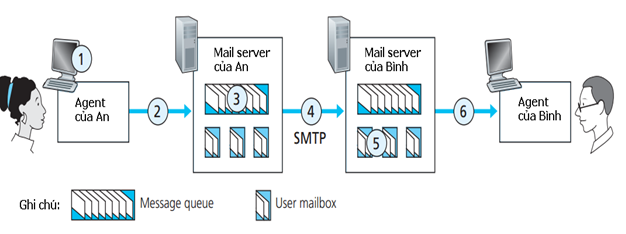 1
Agent
của An
2
Mail server
của An
3
4
SMTP
Mail server
của Bình
5
6
Agent
của Bình
Ghi chú:
Message queue
User mailbox